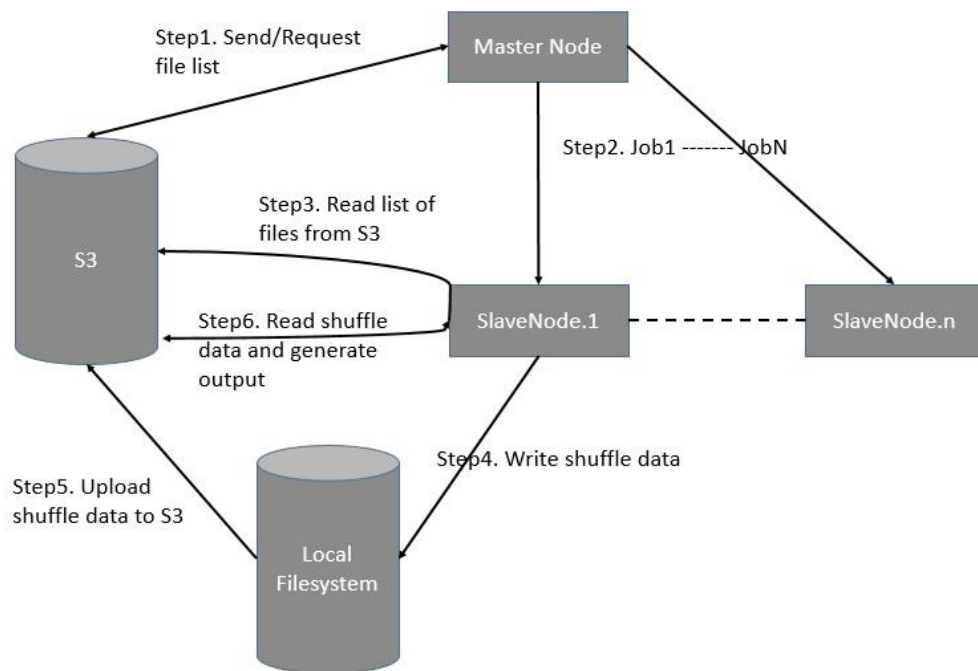 Step1. Send/Request
file list
Master Node
Step2. Job1 ------- JobN
Step3. Read list of
files from S3
S3
SlaveNode.1
SlaveNode.n
Step6. Read shuffle
data and generate
output
Step4. Write shuffle data
Step5. Upload
shuffle data to S3
Local
Filesystem